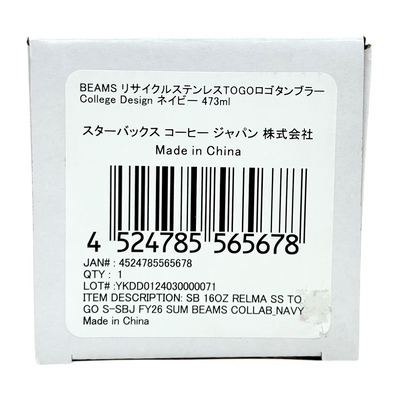 BEAMS リサイクルステンレスTOGOロゴタンブラー
College Design ネイビー 473ml
スターバックス コーヒー ジャパン 株式会社
Made in China
4 524785 565678
JAN# : 4524785565678
QTY : 1
LOT# :YKDD0124030000071
ITEM DESCRIPTION: SB 16OZ RELMA SS TO
GO S-SBJ FY26 SUM BEAMS COLLAB_NAVY
Made in China